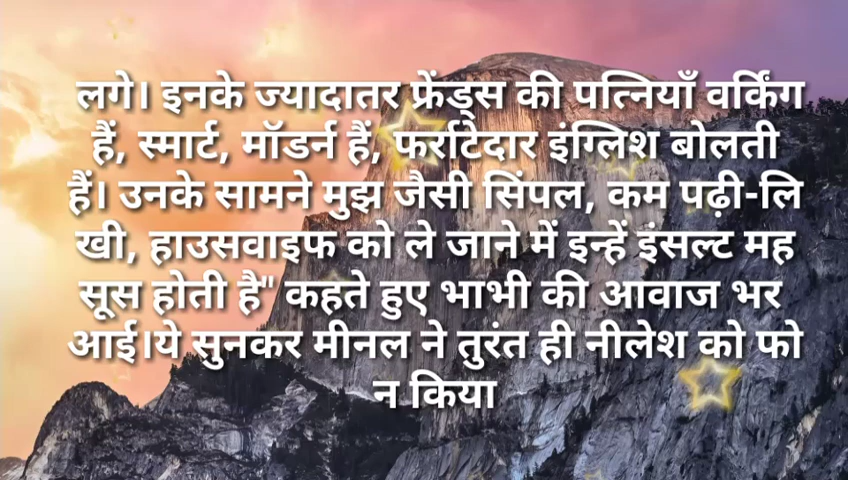 लगे। इनके ज्यादातर फ्रेंड्स की पत्नियाँ वर्किंग
हैं, स्मार्ट, मॉडर्न हैं, फर्राटेदार इंग्लिश बोलती
हैं। उनके सामने मुझ जैसी सिंपल, कम पढ़ी-लि
खी, हाउसवाइफ को ले जाने में इन्हें इंसल्ट मह
सूस होती है" कहते हुए भाभी की आवाज भर
आई।ये सुनकर मीनल ने तुरंत ही नीलेश को फो
न किया